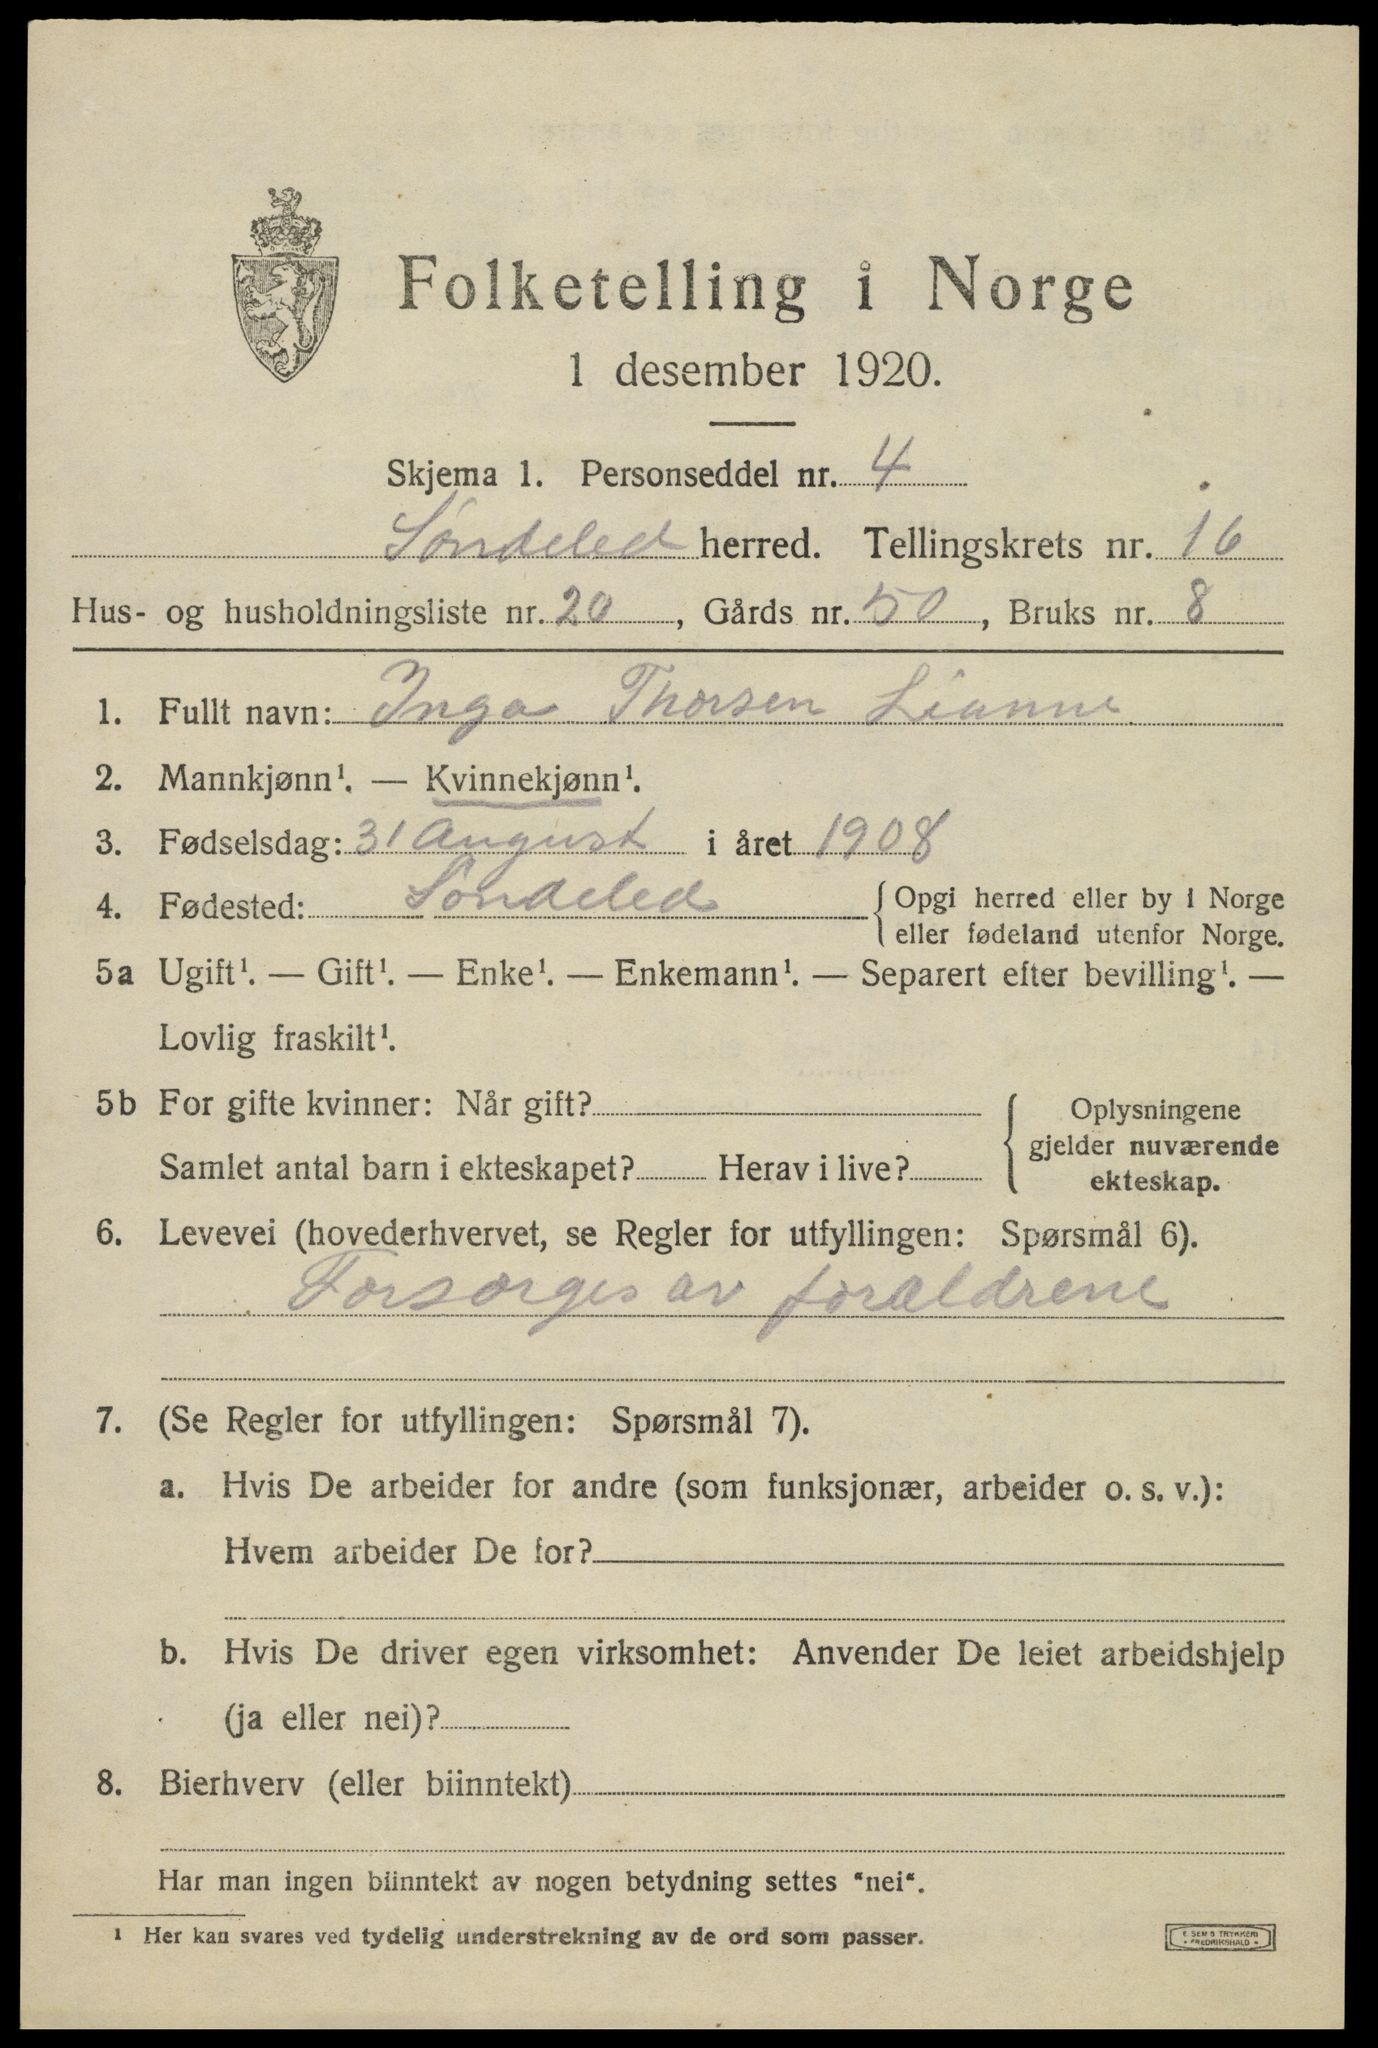 Folketelling i Norge
1 desember 1920.
Skjema 1. Personseddel nr. 4
Søndeled herred. Tellingskrets nr. 16
Hus- og husholdningsliste nr. 20, Gårds nr. 50, Bruks nr. 8
1. Fullt navn: Inga Thorsen Lianne
2. Mannkjønn¹. — Kvinnekjønn¹.
3. Fødselsdag: 31 August i året 1908
4. Fødested: Søndeled { Opgi herred eller by i Norge
eller fødeland utenfor Norge.
5a Ugift¹. — Gift¹. — Enke¹. — Enkemann¹. — Separert efter bevilling¹. —
Lovlig fraskilt¹.
5b For gifte kvinner: Når gift?
Samlet antal barn i ekteskapet? Herav i live?
{ Oplysningene
gjelder nuværende
ekteskap.
6. Levevei (hovederhvervet, se Regler for utfyllingen: Spørsmål 6).
Forsørges av forældrene
7. (Se Regler for utfyllingen: Spørsmål 7).
a. Hvis De arbeider for andre (som funksjonær, arbeider o. s. v.):
Hvem arbeider De for?
b. Hvis De driver egen virksomhet: Anvender De leiet arbeidshjelp
(ja eller nei)?
8. Bierhverv (eller biinntekt)
Har man ingen biinntekt av nogen betydning settes "nei".
¹ Her kan svares ved tydelig understrekning av de ord som passer.
E. SEM'S TRYKKERI
• FREDRIKSHALD •